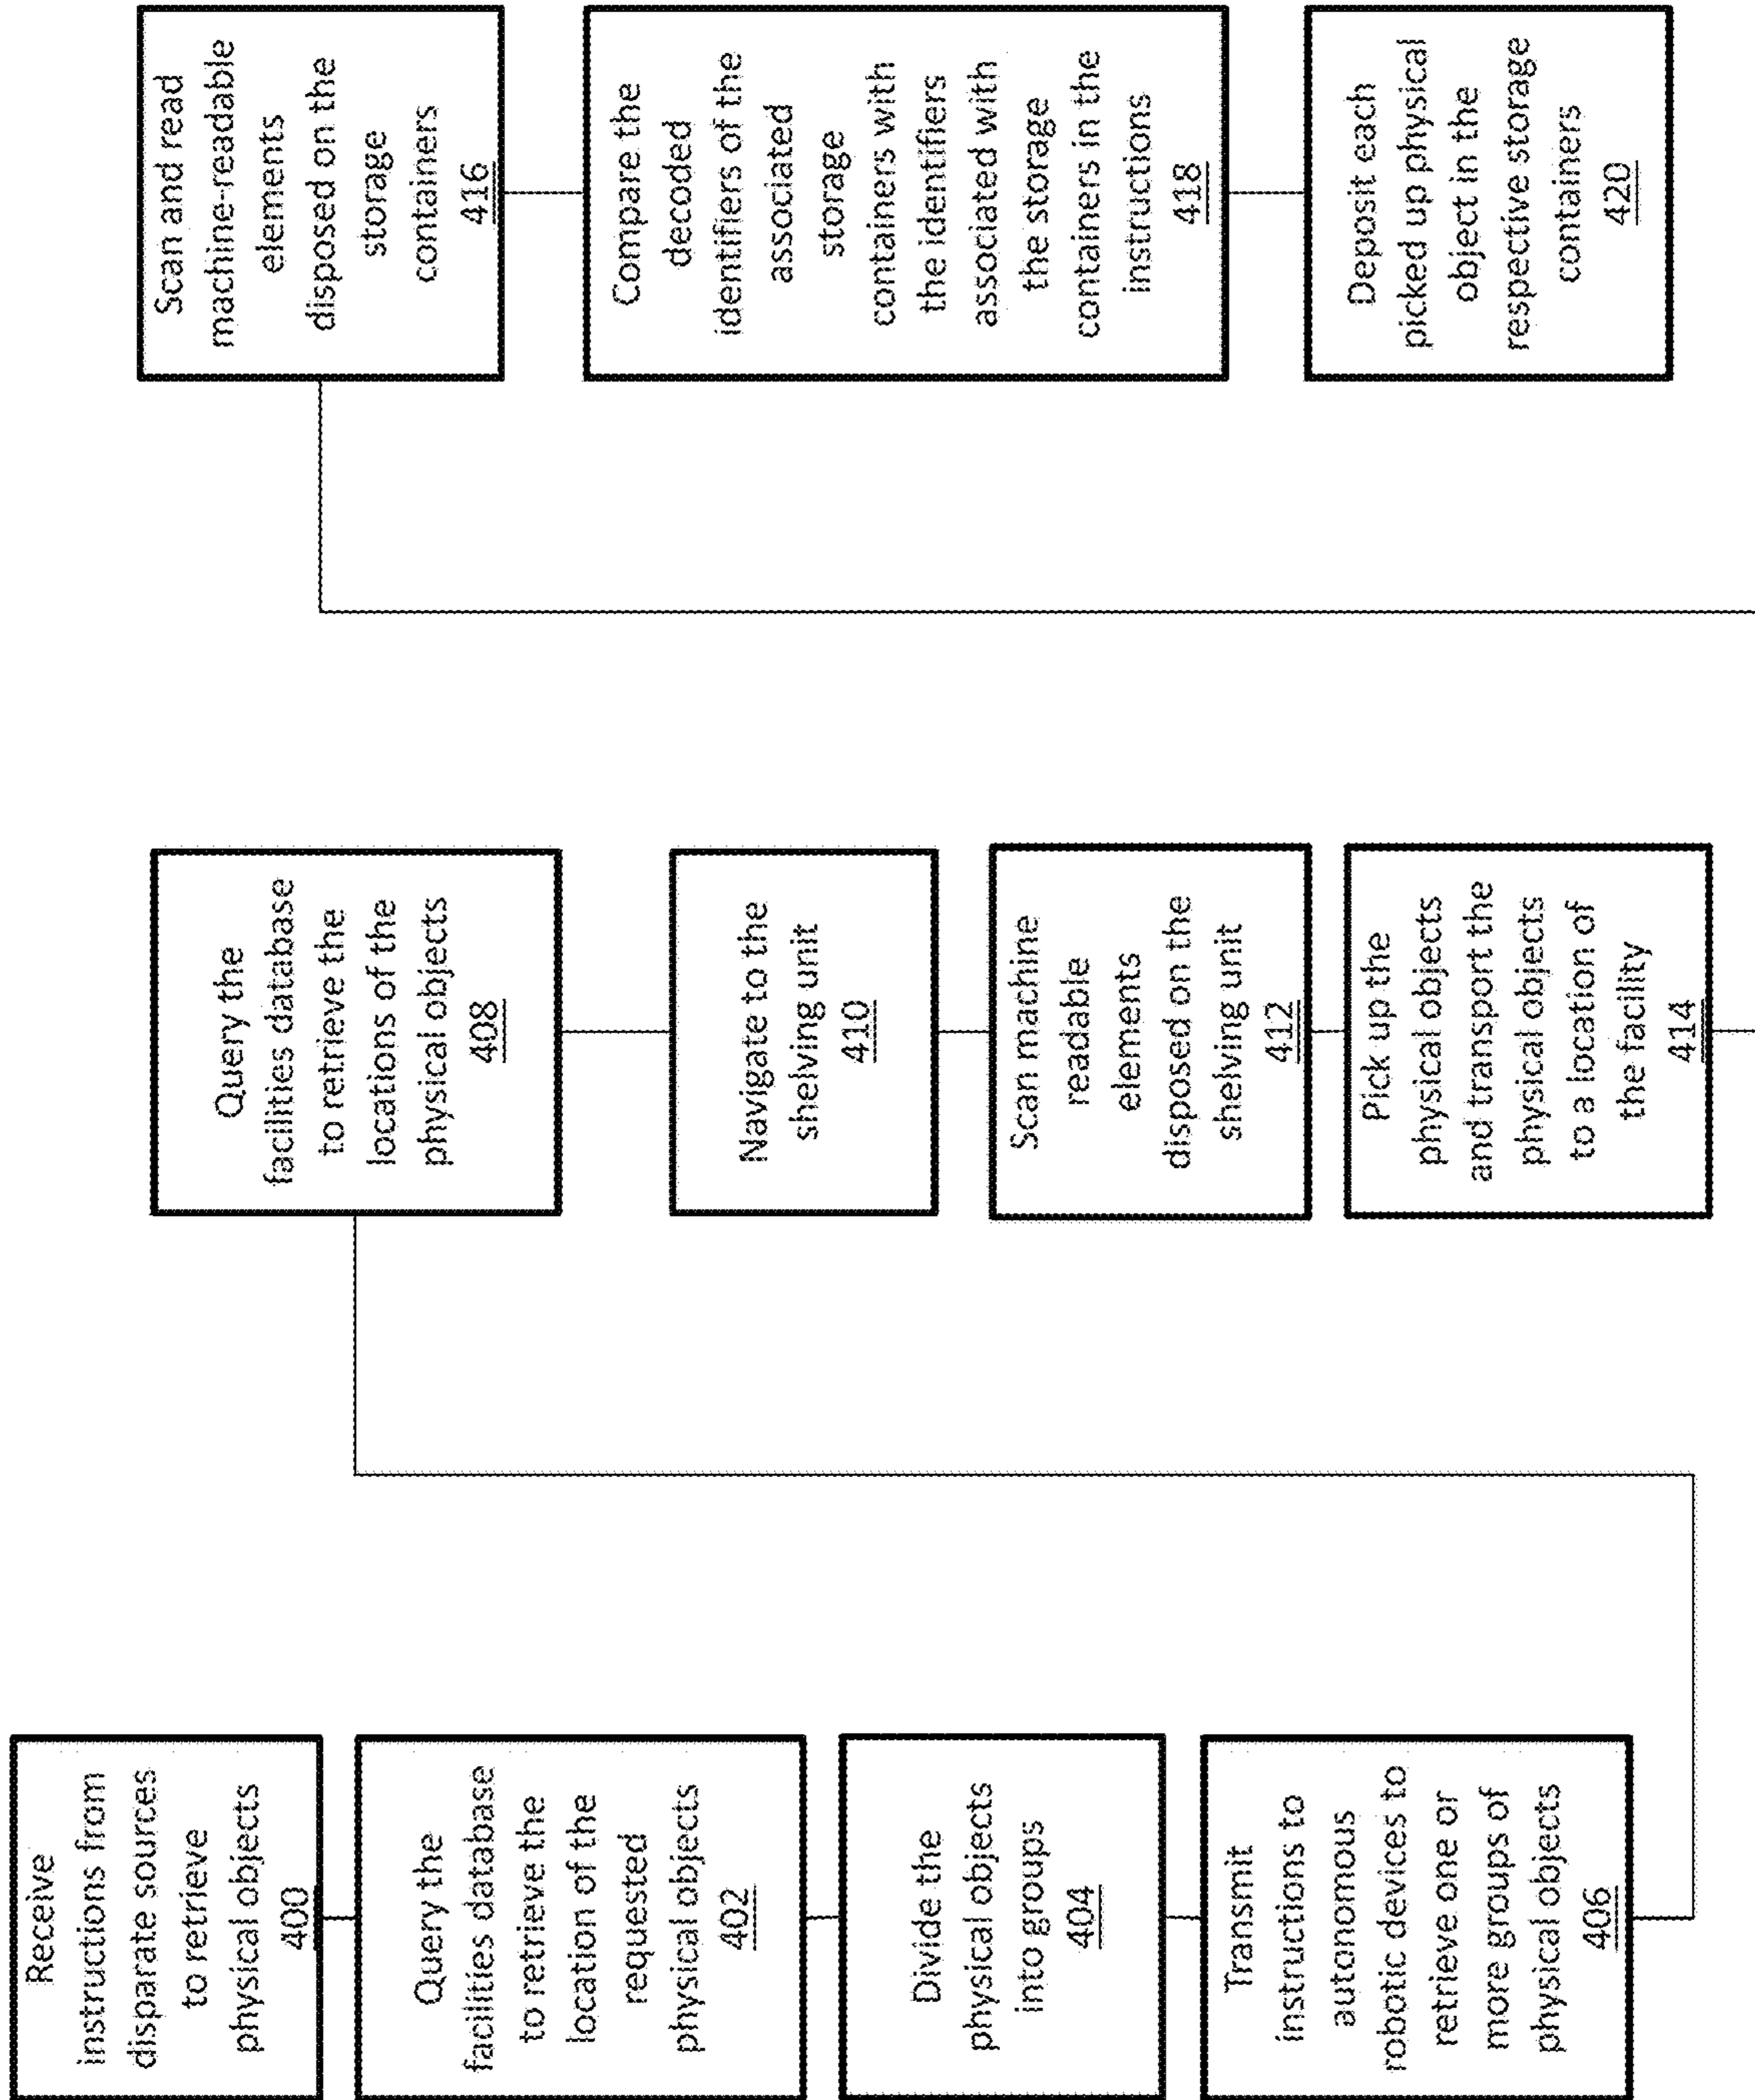 Receive
instructions from
disparate sources
to retrieve
physical objects
400
Query the
facilities database
to retrieve the
location of the
requested
physical objects
402
Divide the
physical objects
into groups
404
Transmit
instructions to
autonomous
robotic devices to
retrieve one or
more groups of
physical objects
406
Query the
facilities database
to retrieve the
locations of the
physical objects
408
Navigate to the
shelving unit
410
Scan machine
readable
elements
disposed on the
shelving unit
412
Pick up the
physical objects
and transport the
physical objects
to a location of
the facility
414
Scan and read
machine-readable
elements
disposed on the
storage
containers
416
Compare the
decoded
identifiers of the
associated
storage
containers with
the identifiers
associated with
the storage
containers in the
instructions
418
Deposit each
picked up physical
object in the
respective storage
containers
420